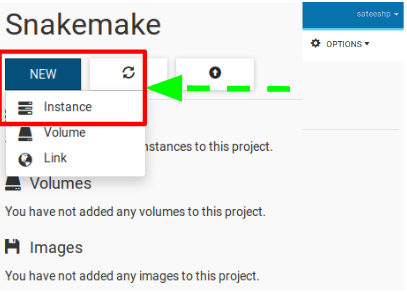 Snakemake
sateeshp
OPTIONS
NEW
Instance
Volume
Link
nstances to this project.
Volumes
You have not added any volumes to this project.
Images
You have not added any images to this project.